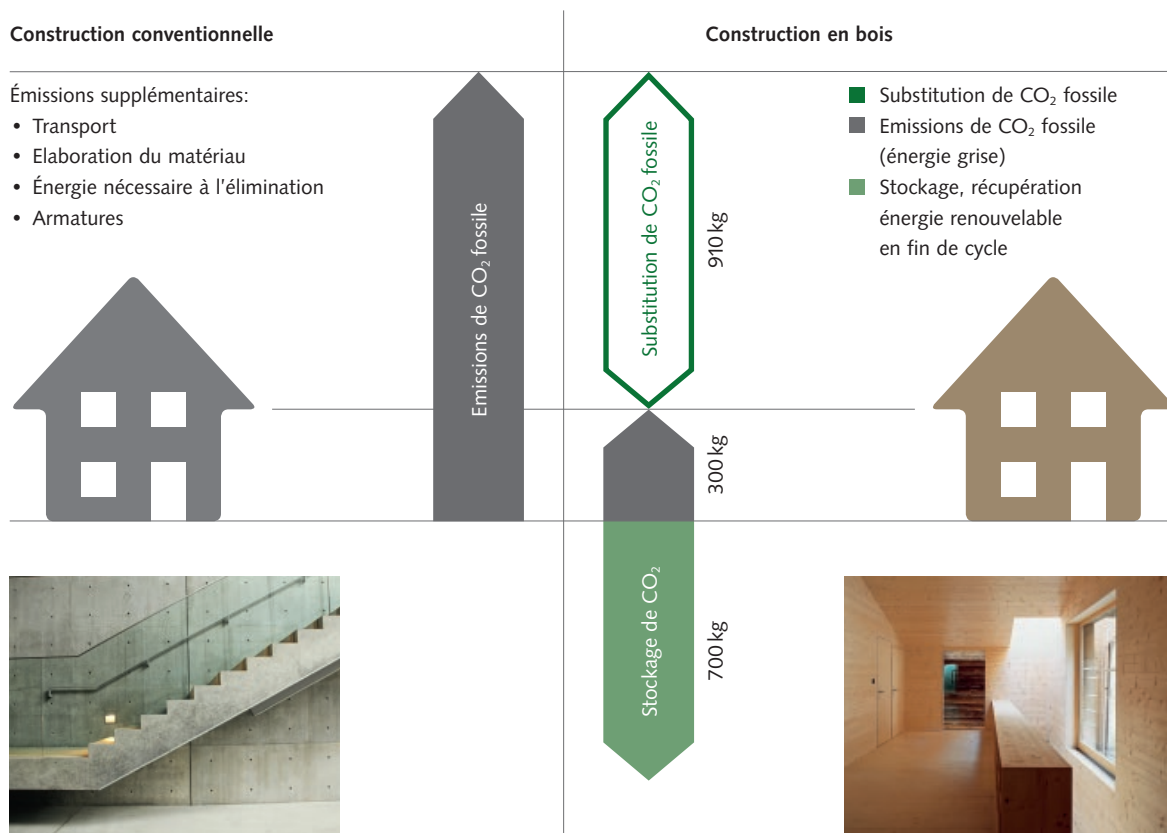 Construction conventionnelle
Émissions supplémentaires:
• Transport
• Elaboration du matériau
• Énergie nécessaire à l'élimination
• Armatures
Emissions de CO₂ fossile
Construction en bois
Substitution de CO₂ fossile
910 kg
300 kg
Stockage de CO₂
700 kg
Substitution de CO₂ fossile
Emissions de CO₂ fossile
(énergie grise)
Stockage, récupération
énergie renouvelable
en fin de cycle